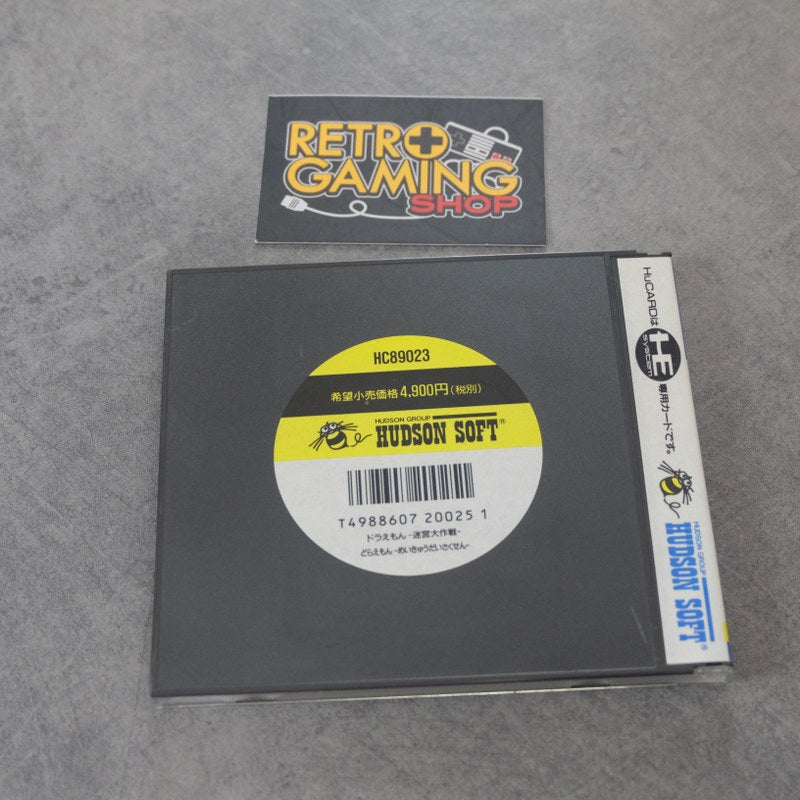 RETRO
GAMING
SHOP
HC89023
希望小売価格4,900円(税別)
HUDSON GROUP
HUDSON SOFT®
T4988607 20025 1
ドラえもん -迷宮大作戦-
どらえもん -めいきゅうだいさくせん-
HuCARDは HE SYSTEM 専用カードです。
HUDSON GROUP
HUDSON SOFT®